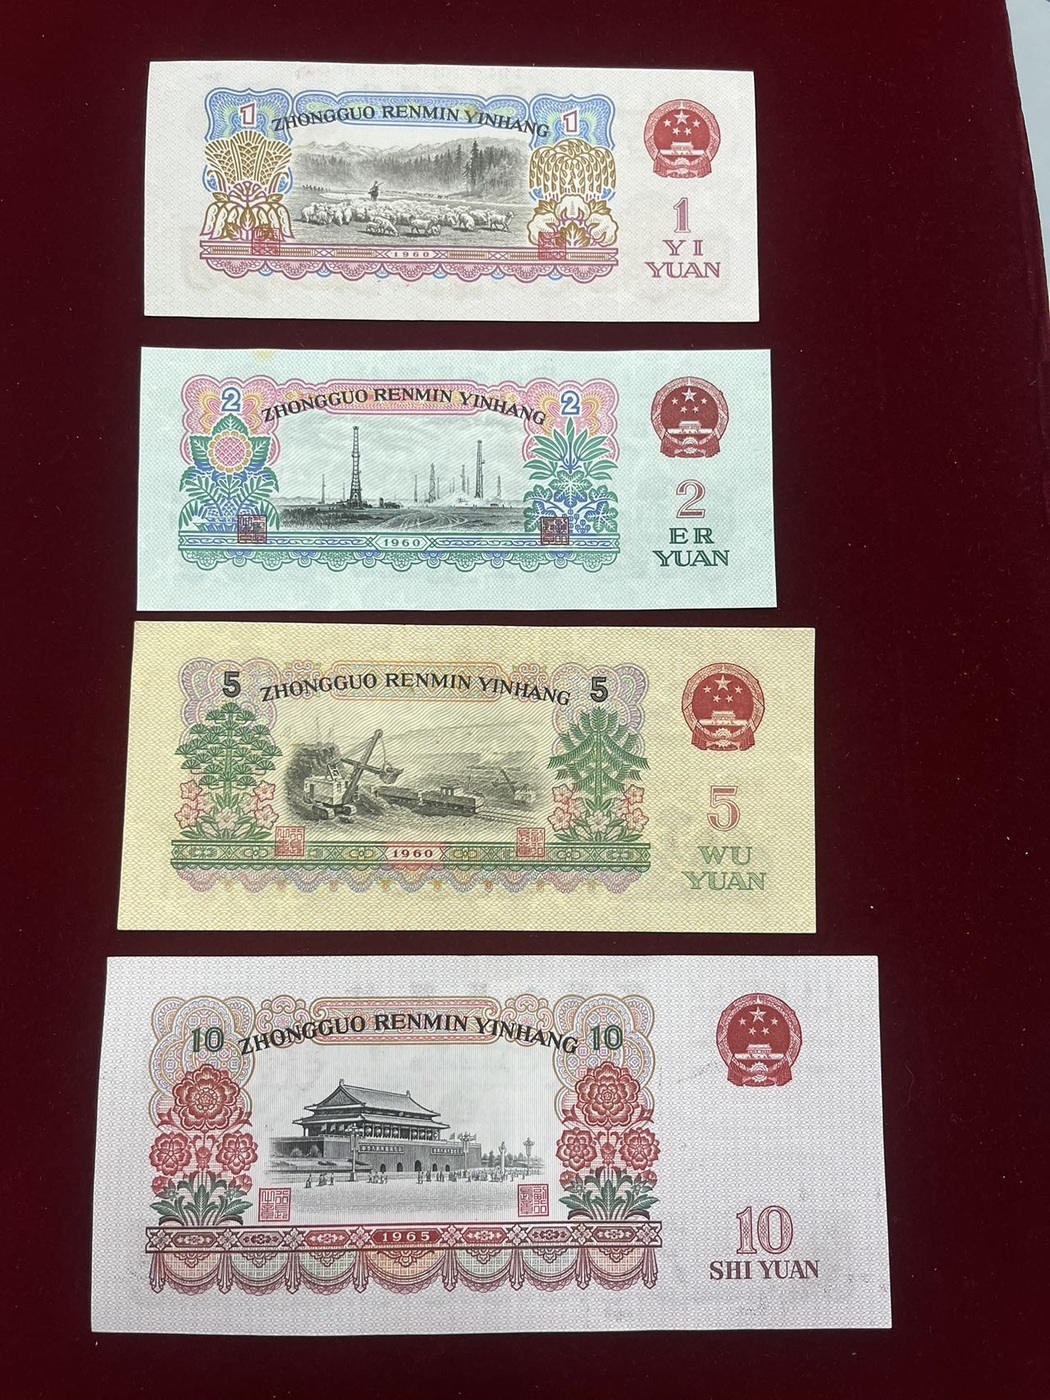 1 ZHONGGUO RENMIN YINHANG 1
1960
1
YI
YUAN
2 ZHONGGUO RENMIN YINHANG 2
1960
2
ER
YUAN
5 ZHONGGUO RENMIN YINHANG 5
1960
5
WU
YUAN
10 ZHONGGUO RENMIN YINHANG 10
1965
10
SHI YUAN